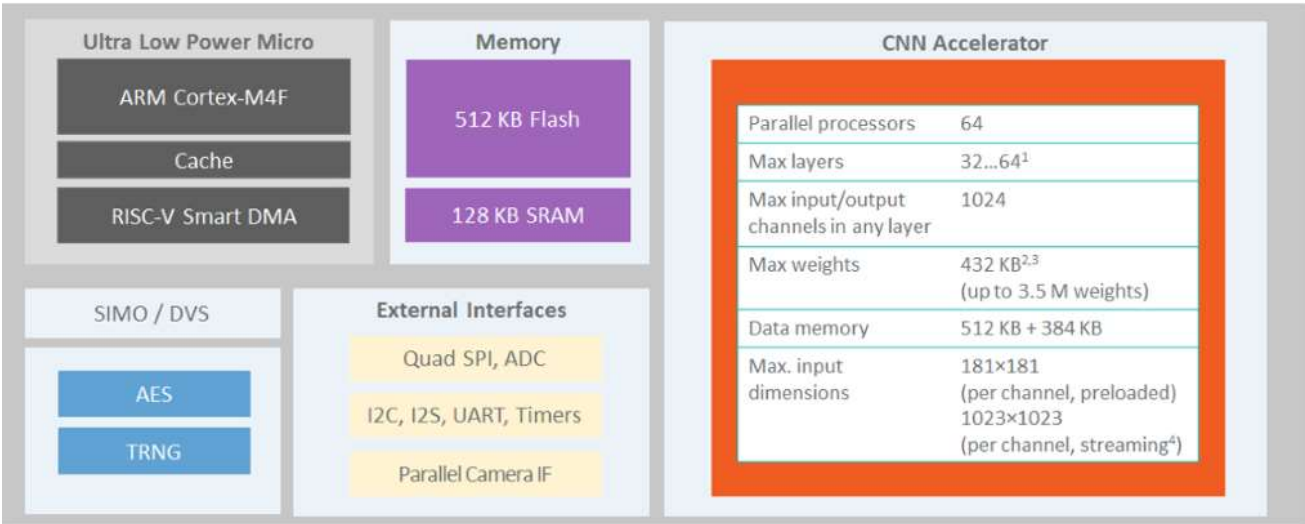 Ultra Low Power Micro
ARM Cortex-M4F
Cache
RISC-V Smart DMA
Memory
512 KB Flash
128 KB SRAM
SIMO / DVS
AES
TRNG
External Interfaces
Quad SPI, ADC
I2C, I2S, UART, Timers
Parallel Camera IF
CNN Accelerator
Parallel processors 64
Max layers 32...64¹
Max input/output 1024
channels in any layer
Max weights 432 KB²,³
(up to 3.5 M weights)
Data memory 512 KB + 384 KB
Max. input 181×181
dimensions (per channel, preloaded)
1023×1023
(per channel, streaming⁴)